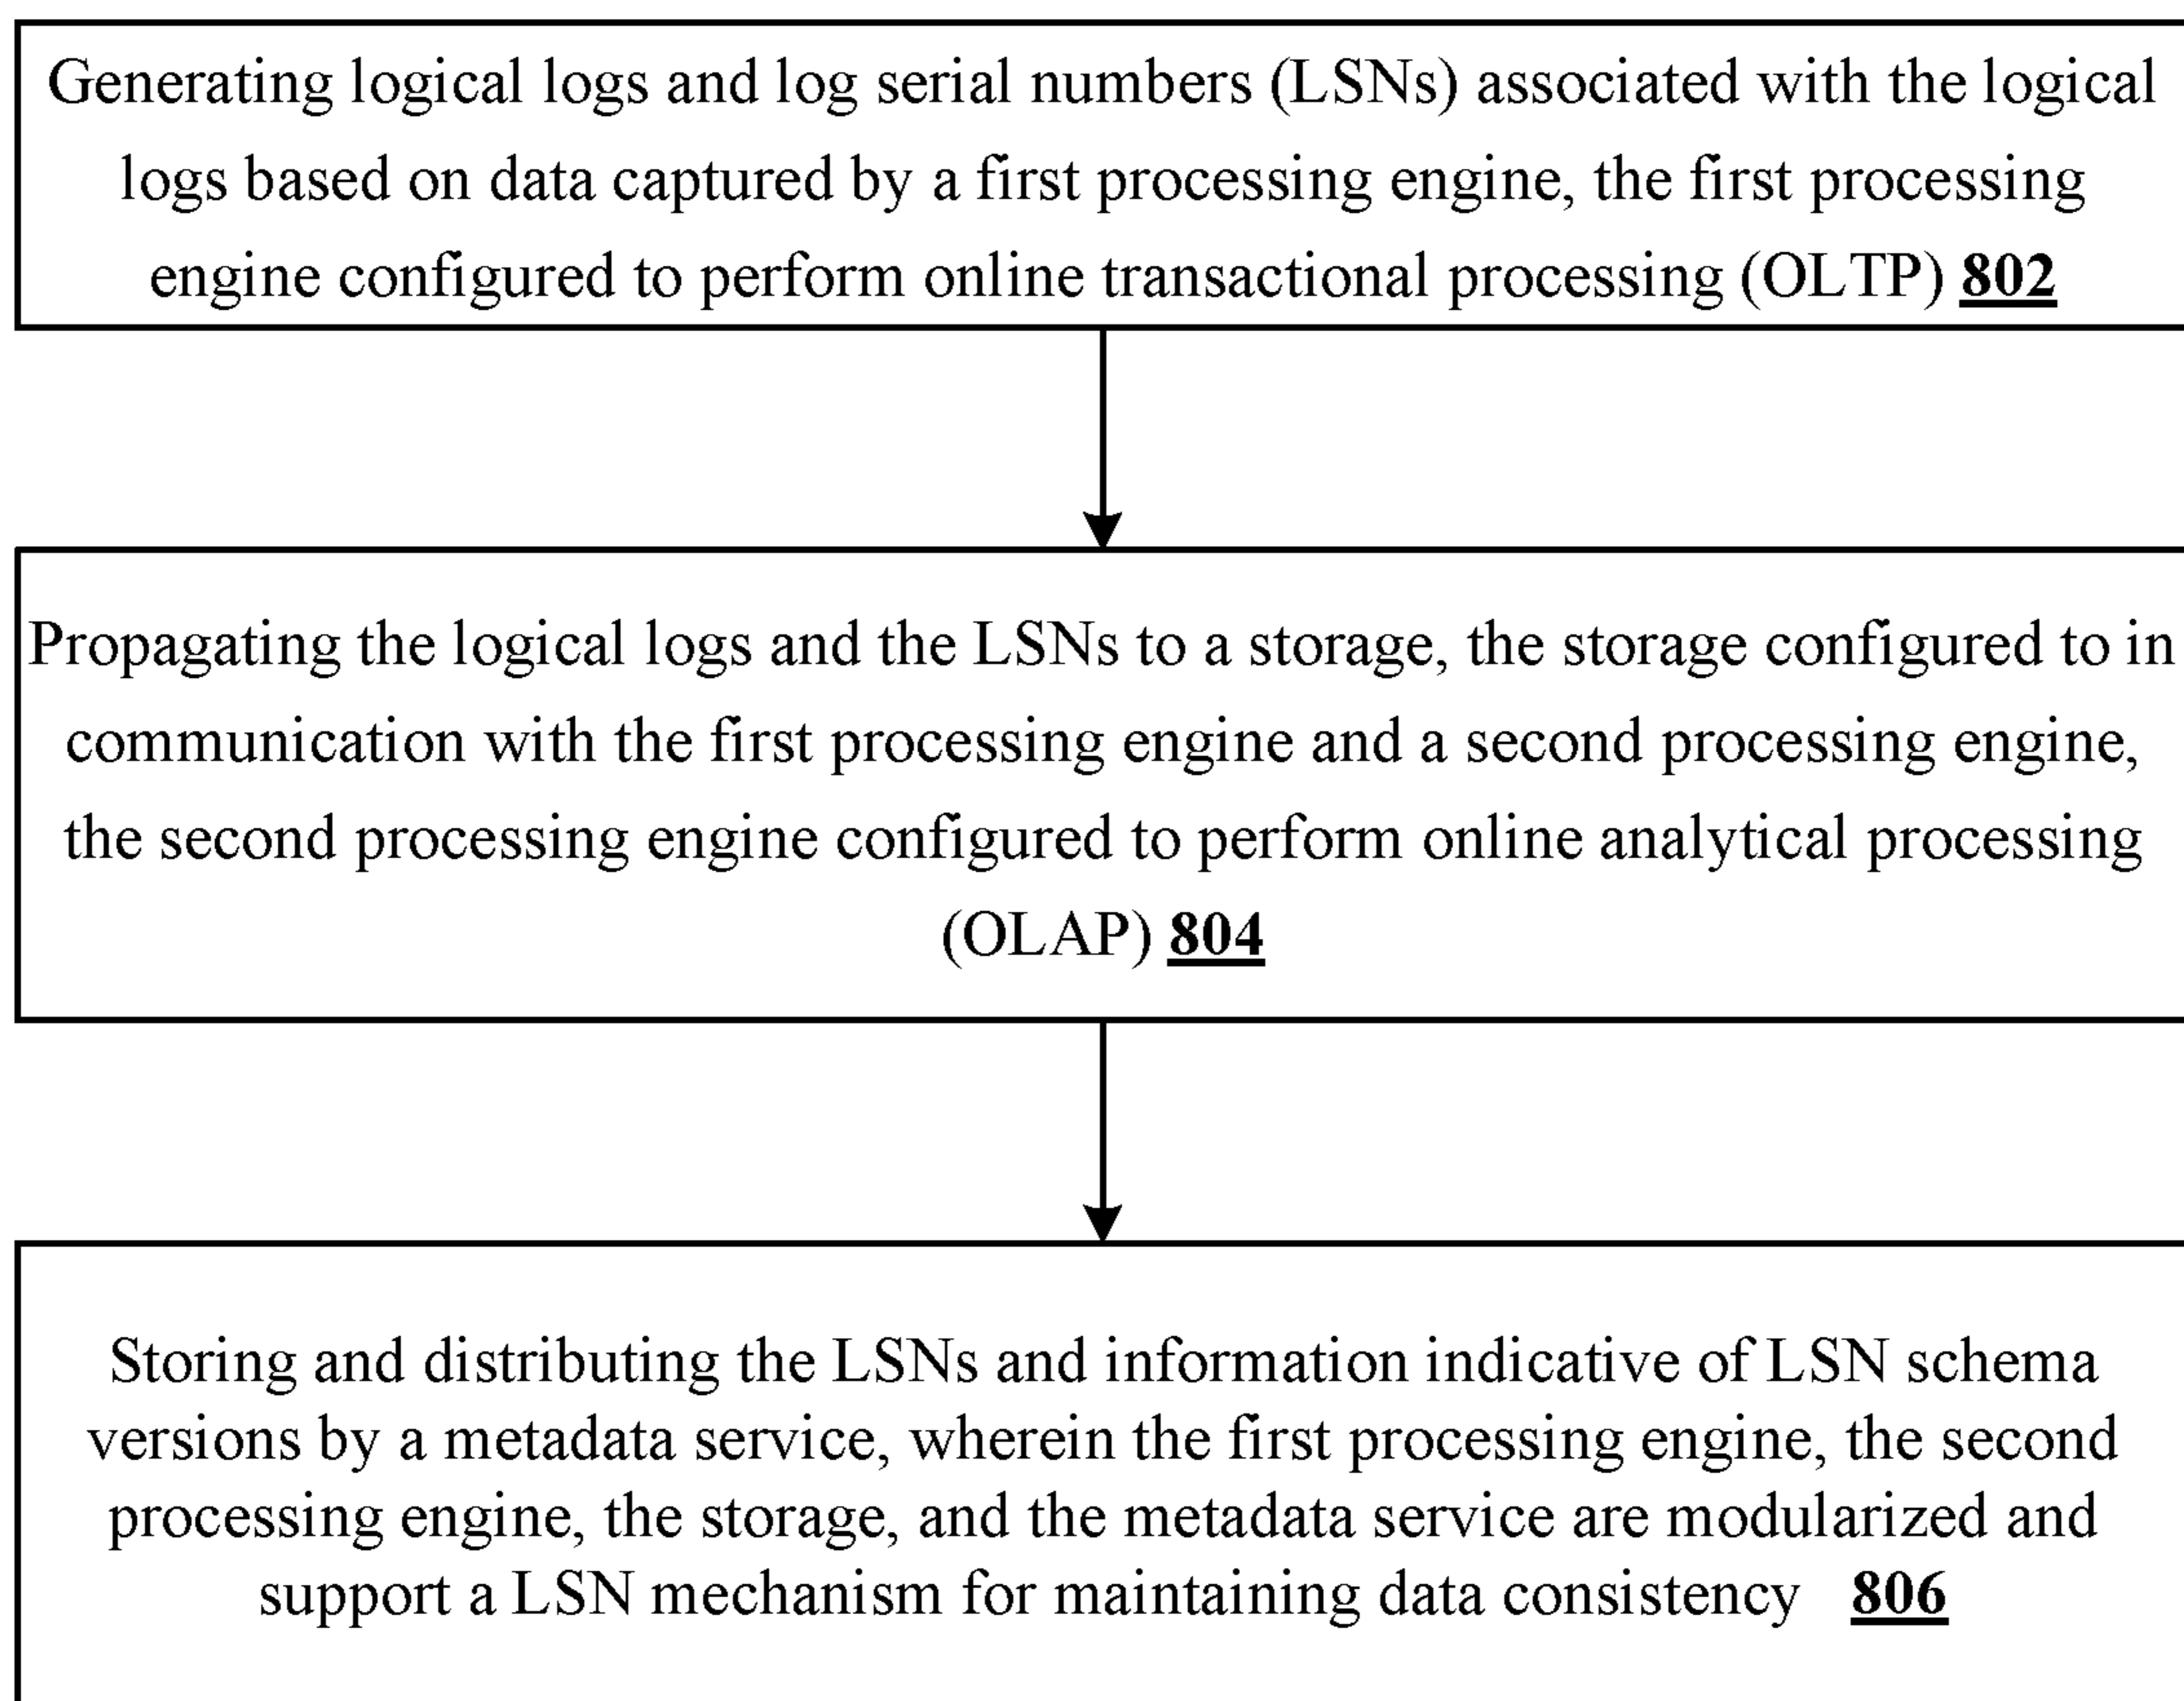 Generating logical logs and log serial numbers (LSNs) associated with the logical
logs based on data captured by a first processing engine, the first processing
engine configured to perform online transactional processing (OLTP) 802
Propagating the logical logs and the LSNs to a storage, the storage configured to in
communication with the first processing engine and a second processing engine,
the second processing engine configured to perform online analytical processing
(OLAP) 804
Storing and distributing the LSNs and information indicative of LSN schema
versions by a metadata service, wherein the first processing engine, the second
processing engine, the storage, and the metadata service are modularized and
support a LSN mechanism for maintaining data consistency 806